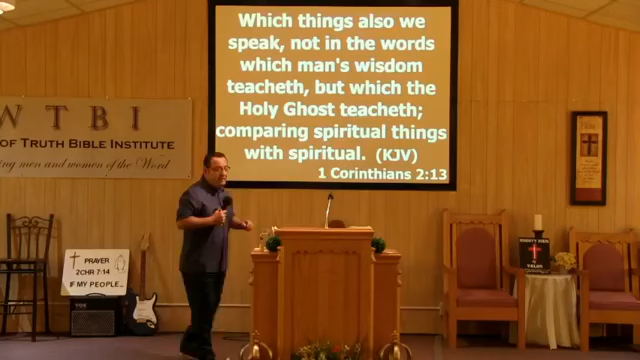 Which things also we
speak, not in the words
which man's wisdom
teacheth, but which the
Holy Ghost teacheth;
comparing spiritual things
with spiritual. (KJV)
1 Corinthians 2:13
WTBI
OF TRUTH BIBLE INSTITUTE
ing men and women of the Word
PRAYER
2CHR 7:14
IF MY PEOPLE...
VOX